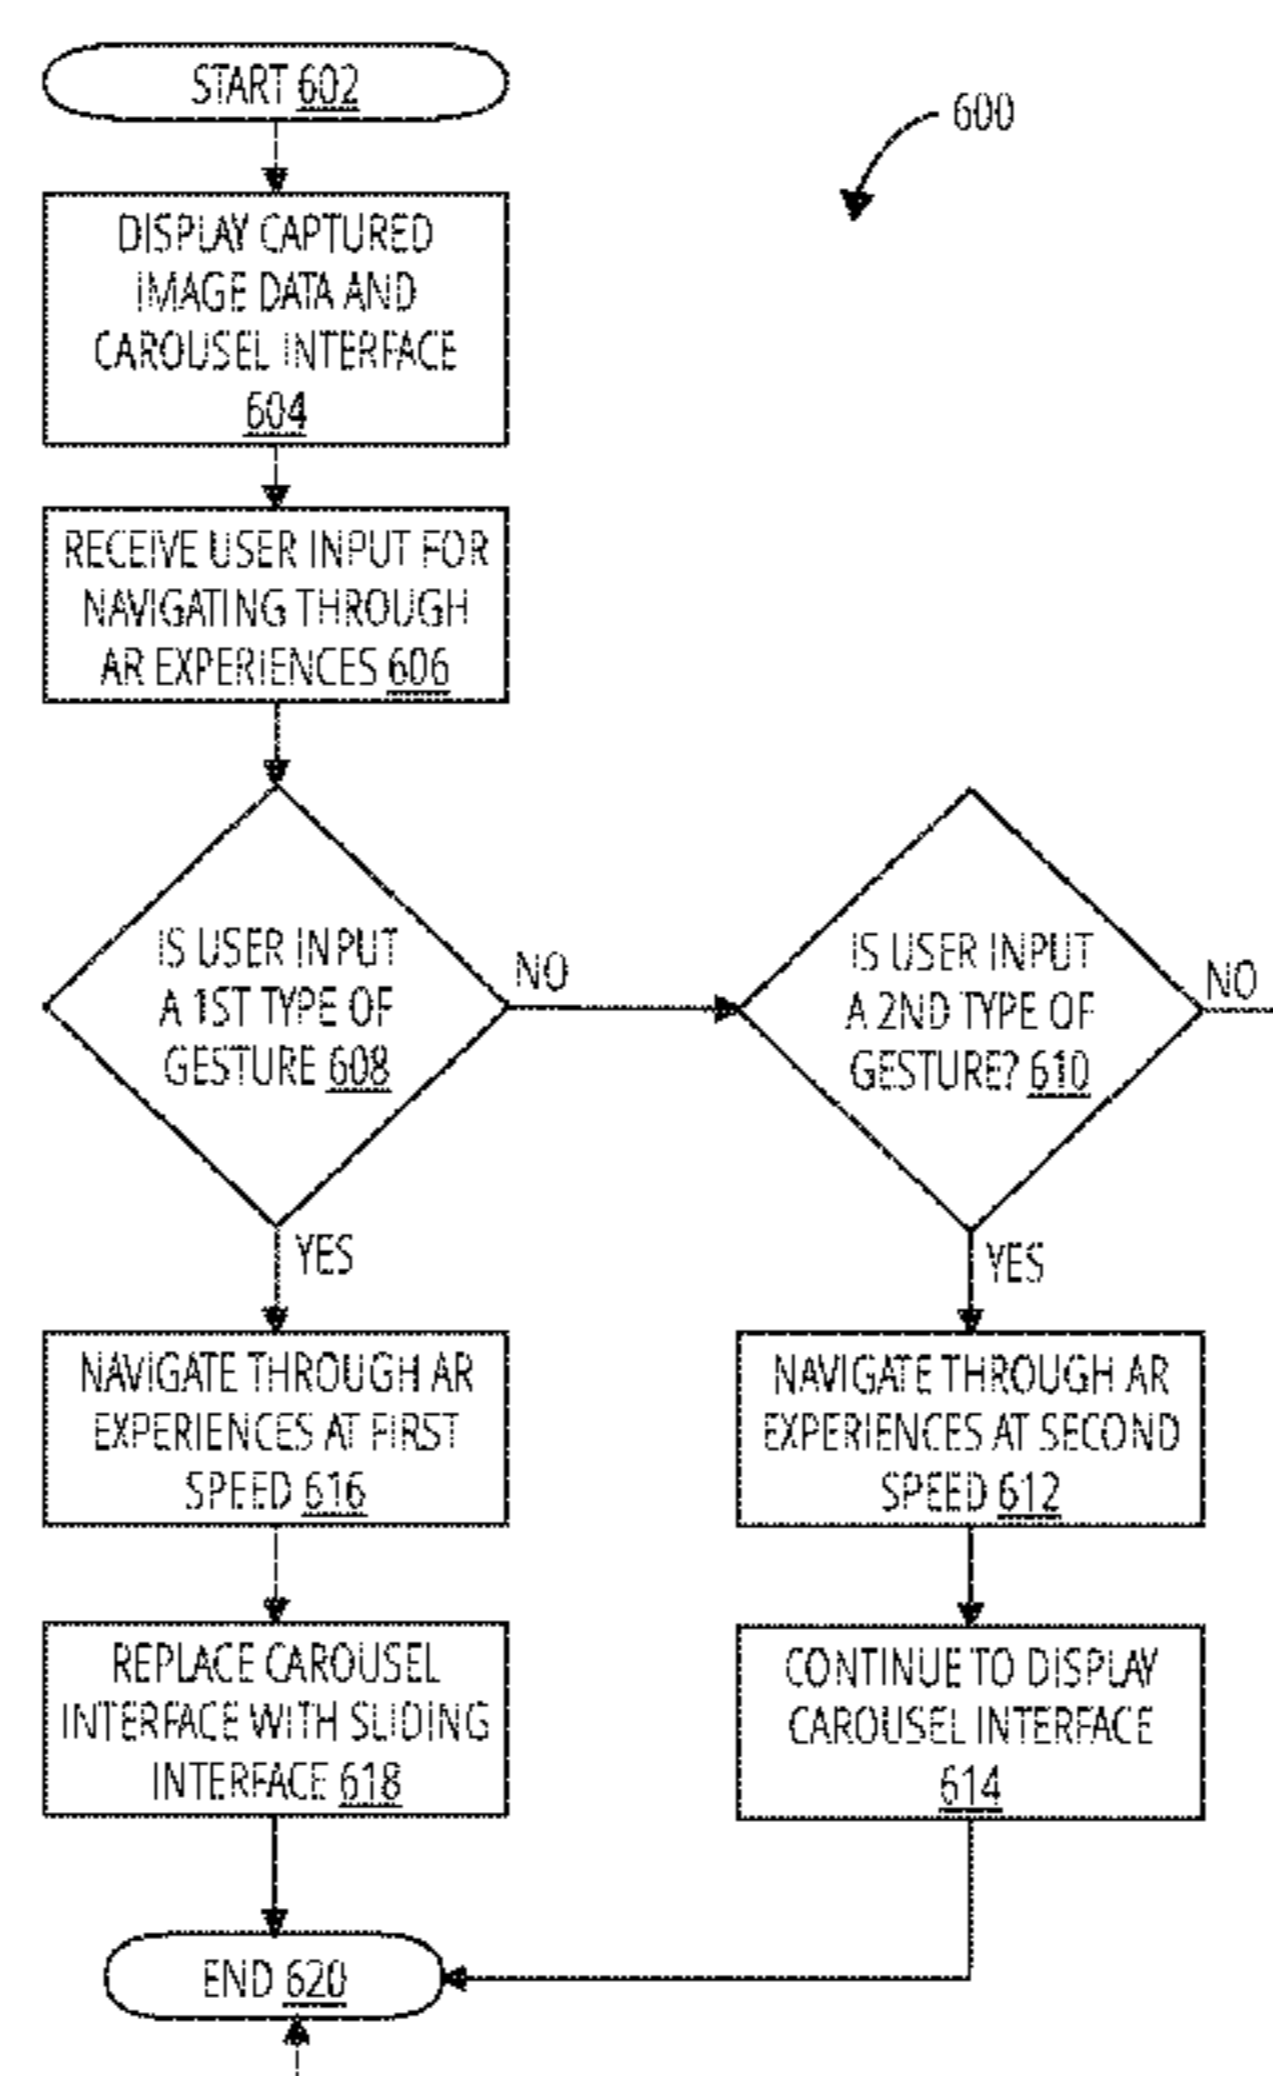 START 602
600
DISPLAY CAPTURED
IMAGE DATA AND
CAROUSEL INTERFACE
604
RECEIVE USER INPUT FOR
NAVIGATING THROUGH
AR EXPERIENCES 606
IS USER INPUT
A 1ST TYPE OF
GESTURE 608
NO
IS USER INPUT
A 2ND TYPE OF
GESTURE? 610
NO
YES
YES
NAVIGATE THROUGH AR
EXPERIENCES AT FIRST
SPEED 616
NAVIGATE THROUGH AR
EXPERIENCES AT SECOND
SPEED 612
REPLACE CAROUSEL
INTERFACE WITH SLIDING
INTERFACE 618
CONTINUE TO DISPLAY
CAROUSEL INTERFACE
614
END 620